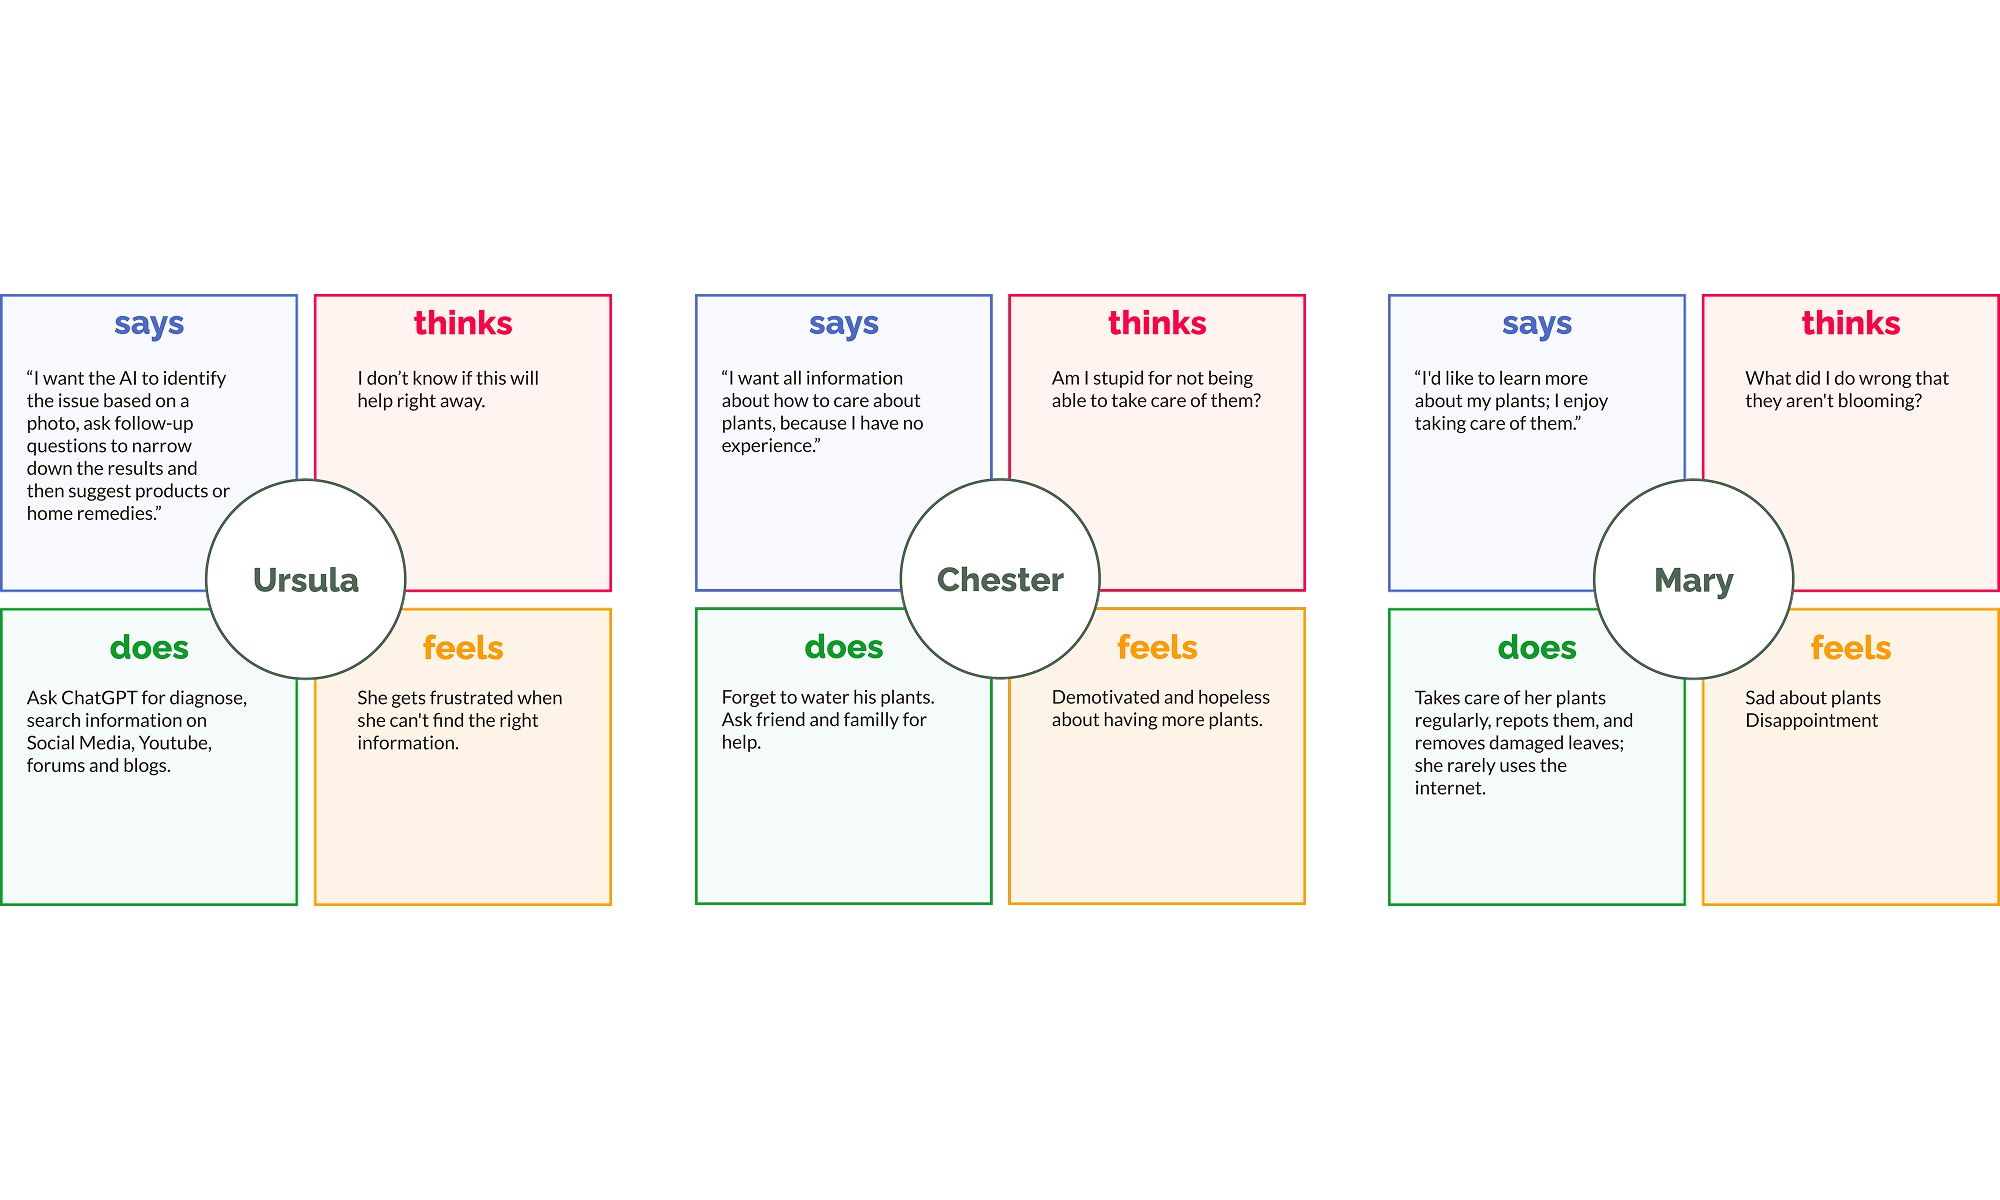 says
“I want the AI to identify
the issue based on a
photo, ask follow-up
questions to narrow
down the results and
then suggest products or
home remedies.”
thinks
I don’t know if this will
help right away.
Ursula
does
Ask ChatGPT for diagnose,
search information on
Social Media, Youtube,
forums and blogs.
feels
She gets frustrated when
she can't find the right
information.
says
“I want all information
about how to care about
plants, because I have no
experience.”
thinks
Am I stupid for not being
able to take care of them?
Chester
does
Forget to water his plants.
Ask friend and familly for
help.
feels
Demotivated and hopeless
about having more plants.
says
“I'd like to learn more
about my plants; I enjoy
taking care of them.”
thinks
What did I do wrong that
they aren't blooming?
Mary
does
Takes care of her plants
regularly, repots them, and
removes damaged leaves;
she rarely uses the
internet.
feels
Sad about plants
Disappointment